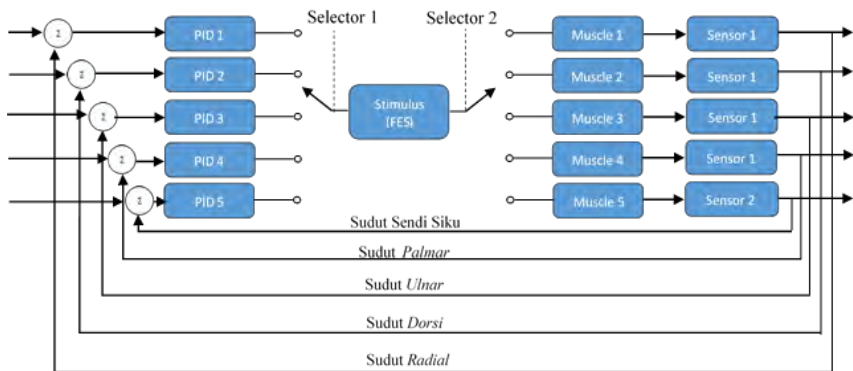 Selector 1
Selector 2
Σ
PID 1
Muscle 1
Sensor 1
Σ
PID 2
Muscle 2
Sensor 1
Σ
PID 3
Stimulus
(FES)
Muscle 3
Sensor 1
Σ
PID 4
Muscle 4
Sensor 1
Σ
PID 5
Muscle 5
Sensor 2
Sudut Sendi Siku
Sudut Palmar
Sudut Ulnar
Sudut Dorsi
Sudut Radial